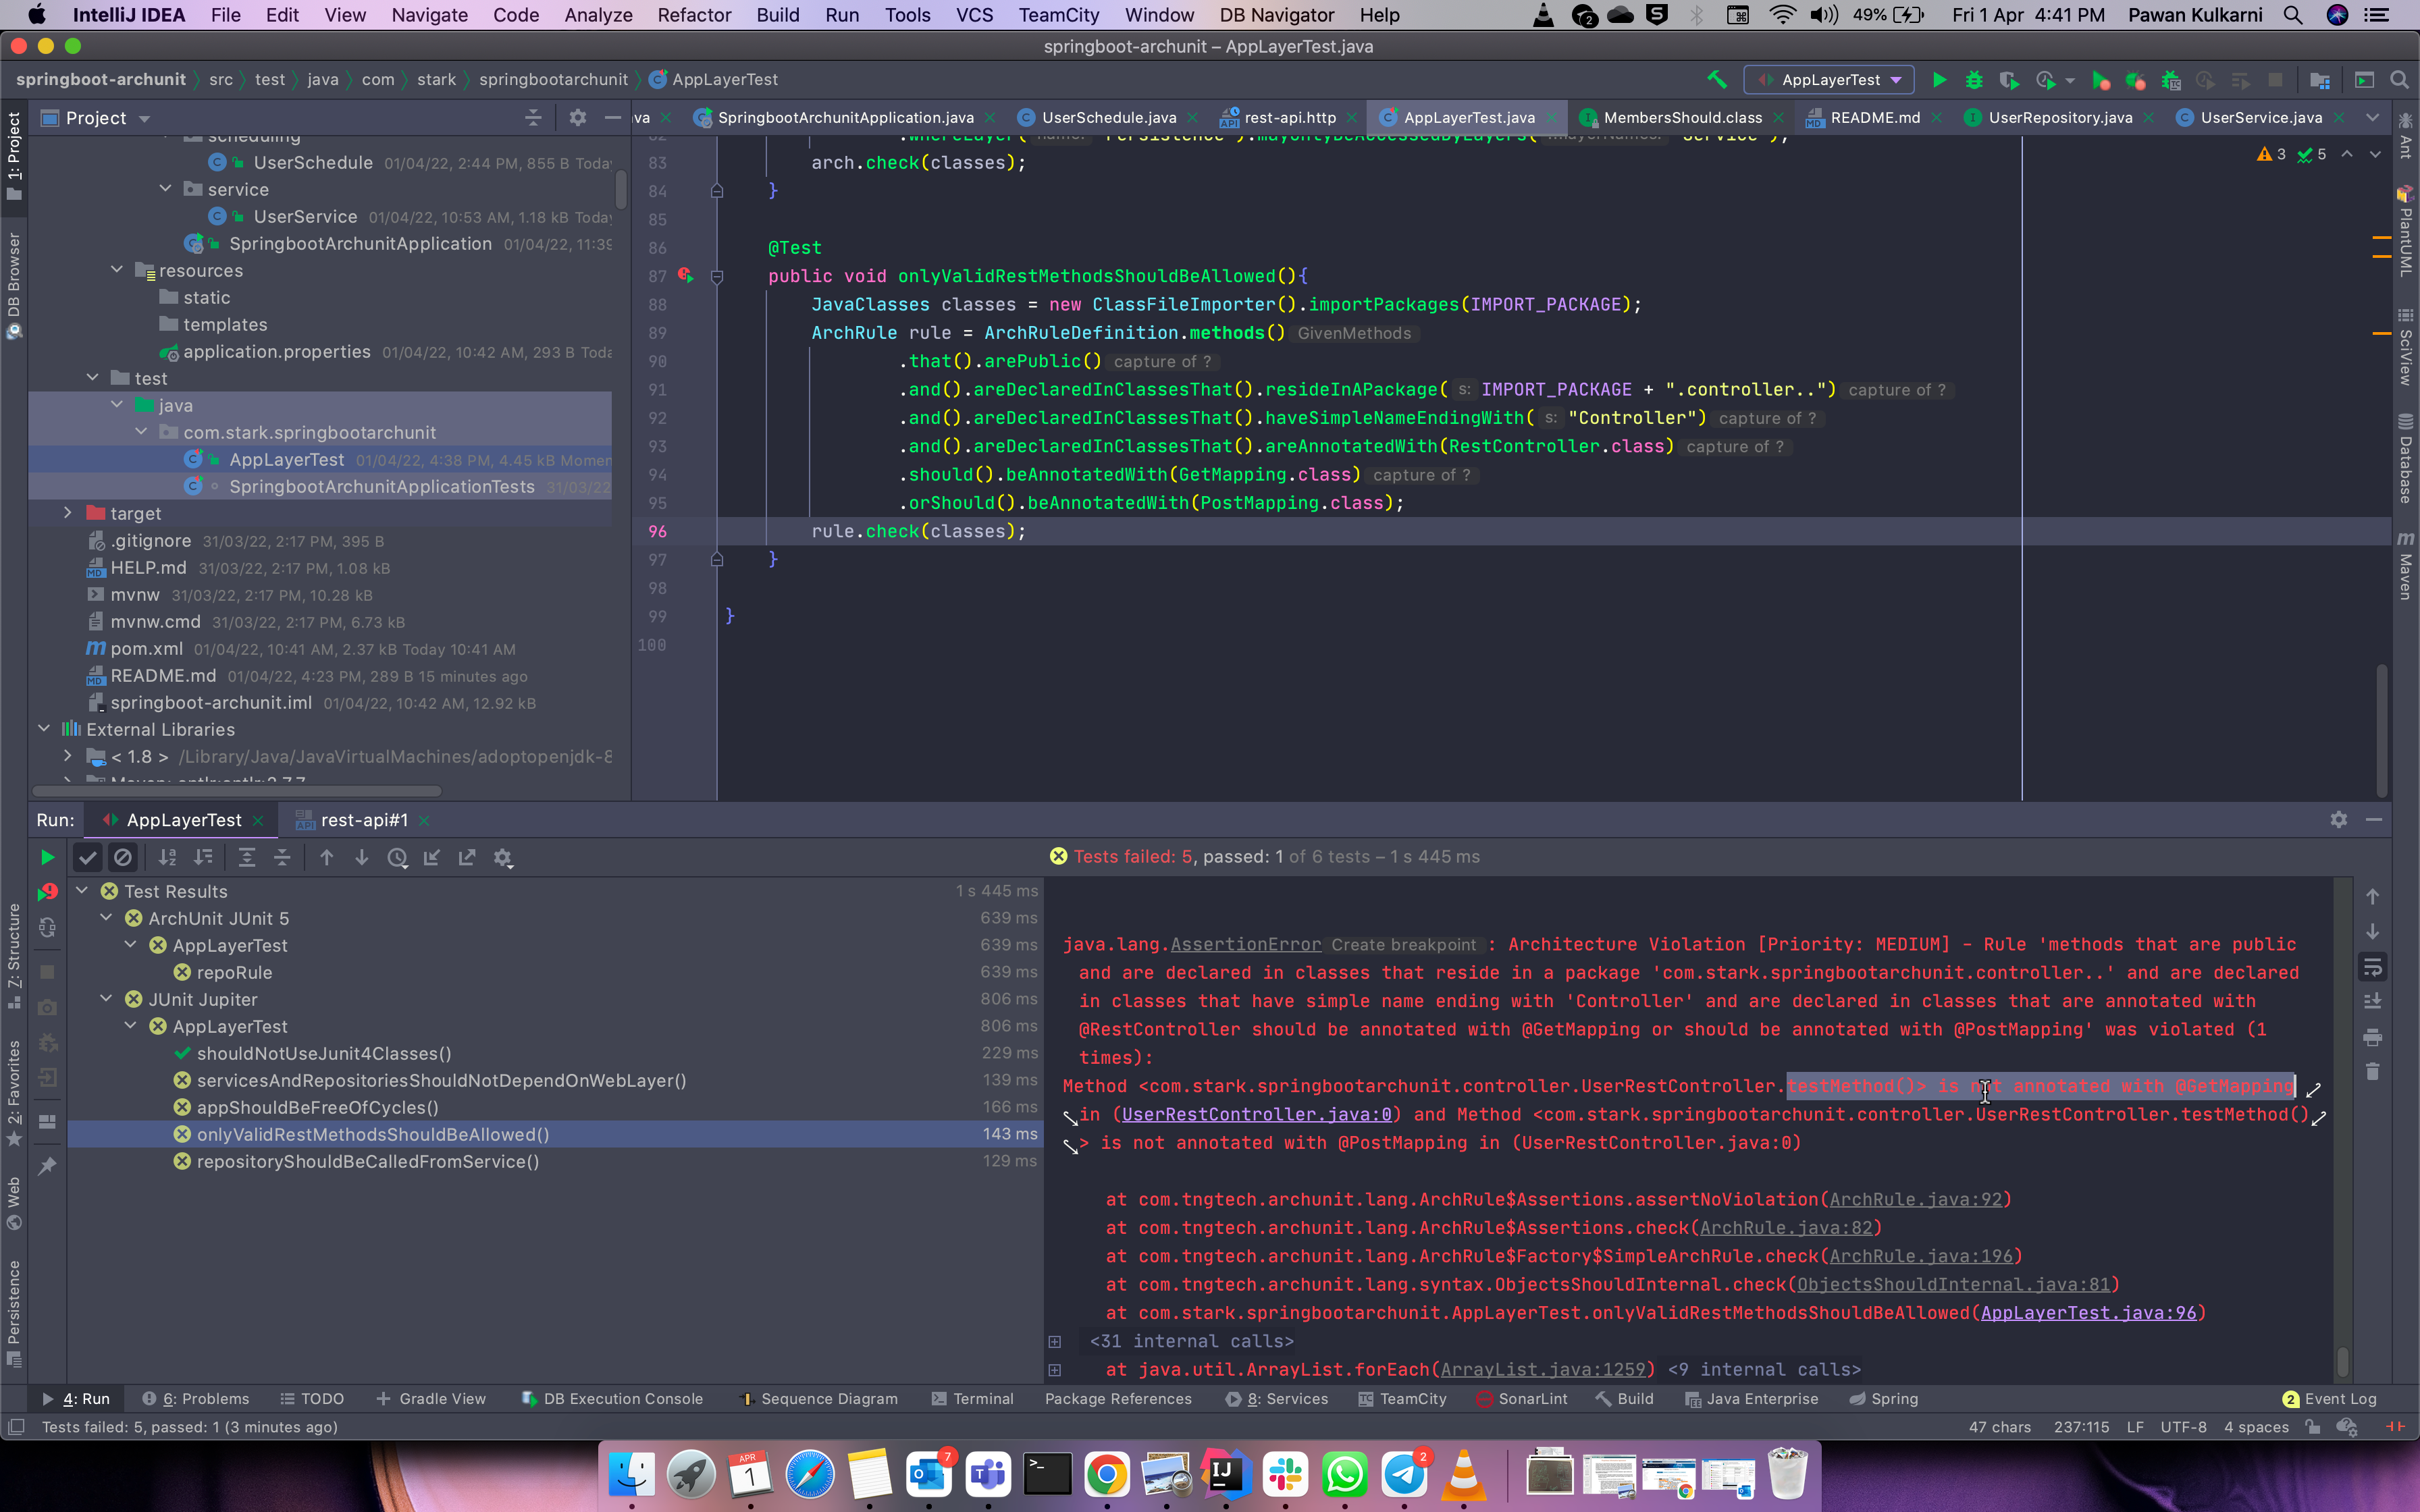 IntelliJ IDEA File Edit View Navigate Code Analyze Refactor Build Run Tools VCS TeamCity Window DB Navigator Help 2 S 49% Fri 1 Apr 4:41 PM Pawan Kulkarni
springboot-archunit – AppLayerTest.java
springboot-archunit src test java com stark springbootarchunit AppLayerTest AppLayerTest
Project va SpringbootArchunitApplication.java UserSchedule.java rest-api.http AppLayerTest.java MembersShould.class README.md UserRepository.java UserService.java
1: Project
DB Browser
Z: Structure
2: Favorites
Web
Persistence
scheduling
UserSchedule 01/04/22, 2:44 PM, 855 B Toda
service
UserService 01/04/22, 10:53 AM, 1.18 kB Today
SpringbootArchunitApplication 01/04/22, 11:39
resources
static
templates
application.properties 01/04/22, 10:42 AM, 293 B Toda
test
java
com.stark.springbootarchunit
AppLayerTest 01/04/22, 4:38 PM, 4.45 kB Momen
SpringbootArchunitApplicationTests 31/03/22
target
.gitignore 31/03/22, 2:17 PM, 395 B
HELP.md 31/03/22, 2:17 PM, 1.08 kB
mvnw 31/03/22, 2:17 PM, 10.28 kB
mvnw.cmd 31/03/22, 2:17 PM, 6.73 kB
pom.xml 01/04/22, 10:41 AM, 2.37 kB Today 10:41 AM
README.md 01/04/22, 4:23 PM, 289 B 15 minutes ago
springboot-archunit.iml 01/04/22, 10:42 AM, 12.92 kB
External Libraries
< 1.8 > /Library/Java/JavaVirtualMachines/adoptopenjdk-8
3 5
82 .whereLayer( name: "Persistence").mayOnlyBeAccessedByLayers( ...layerNames: "Service");
83 arch.check(classes);
84 }
85
86 @Test
87 public void onlyValidRestMethodsShouldBeAllowed(){
88 JavaClasses classes = new ClassFileImporter().importPackages(IMPORT_PACKAGE);
89 ArchRule rule = ArchRuleDefinition.methods() GivenMethods
90 .that().arePublic() capture of ?
91 .and().areDeclaredInClassesThat().resideInAPackage( s: IMPORT_PACKAGE + ".controller..") capture of ?
92 .and().areDeclaredInClassesThat().haveSimpleNameEndingWith( s: "Controller") capture of ?
93 .and().areDeclaredInClassesThat().areAnnotatedWith(RestController.class) capture of ?
94 .should().beAnnotatedWith(GetMapping.class) capture of ?
95 .orShould().beAnnotatedWith(PostMapping.class);
96 rule.check(classes);
97 }
98
99 }
100
Ant
PlantUML
SciView
Database
Maven
Run: AppLayerTest rest-api#1
Tests failed: 5, passed: 1 of 6 tests – 1 s 445 ms
Test Results 1 s 445 ms
ArchUnit JUnit 5 639 ms
AppLayerTest 639 ms
repoRule 639 ms
JUnit Jupiter 806 ms
AppLayerTest 806 ms
shouldNotUseJunit4Classes() 229 ms
servicesAndRepositoriesShouldNotDependOnWebLayer() 139 ms
appShouldBeFreeOfCycles() 166 ms
onlyValidRestMethodsShouldBeAllowed() 143 ms
repositoryShouldBeCalledFromService() 129 ms
java.lang.AssertionError Create breakpoint : Architecture Violation [Priority: MEDIUM] - Rule 'methods that are public
and are declared in classes that reside in a package 'com.stark.springbootarchunit.controller..' and are declared
in classes that have simple name ending with 'Controller' and are declared in classes that are annotated with
@RestController should be annotated with @GetMapping or should be annotated with @PostMapping' was violated (1
times):
Method <com.stark.springbootarchunit.controller.UserRestController.testMethod()> is not annotated with @GetMapping
in (UserRestController.java:0) and Method <com.stark.springbootarchunit.controller.UserRestController.testMethod()
> is not annotated with @PostMapping in (UserRestController.java:0)
at com.tngtech.archunit.lang.ArchRule$Assertions.assertNoViolation(ArchRule.java:92)
at com.tngtech.archunit.lang.ArchRule$Assertions.check(ArchRule.java:82)
at com.tngtech.archunit.lang.ArchRule$Factory$SimpleArchRule.check(ArchRule.java:196)
at com.tngtech.archunit.lang.syntax.ObjectsShouldInternal.check(ObjectsShouldInternal.java:81)
at com.stark.springbootarchunit.AppLayerTest.onlyValidRestMethodsShouldBeAllowed(AppLayerTest.java:96)
<31 internal calls>
at java.util.ArrayList.forEach(ArrayList.java:1259) <9 internal calls>
4: Run 6: Problems TODO Gradle View DB Execution Console Sequence Diagram Terminal Package References 8: Services TeamCity SonarLint Build Java Enterprise Spring 2 Event Log
Tests failed: 5, passed: 1 (3 minutes ago) 47 chars 237:115 LF UTF-8 4 spaces
APR
1
7
2